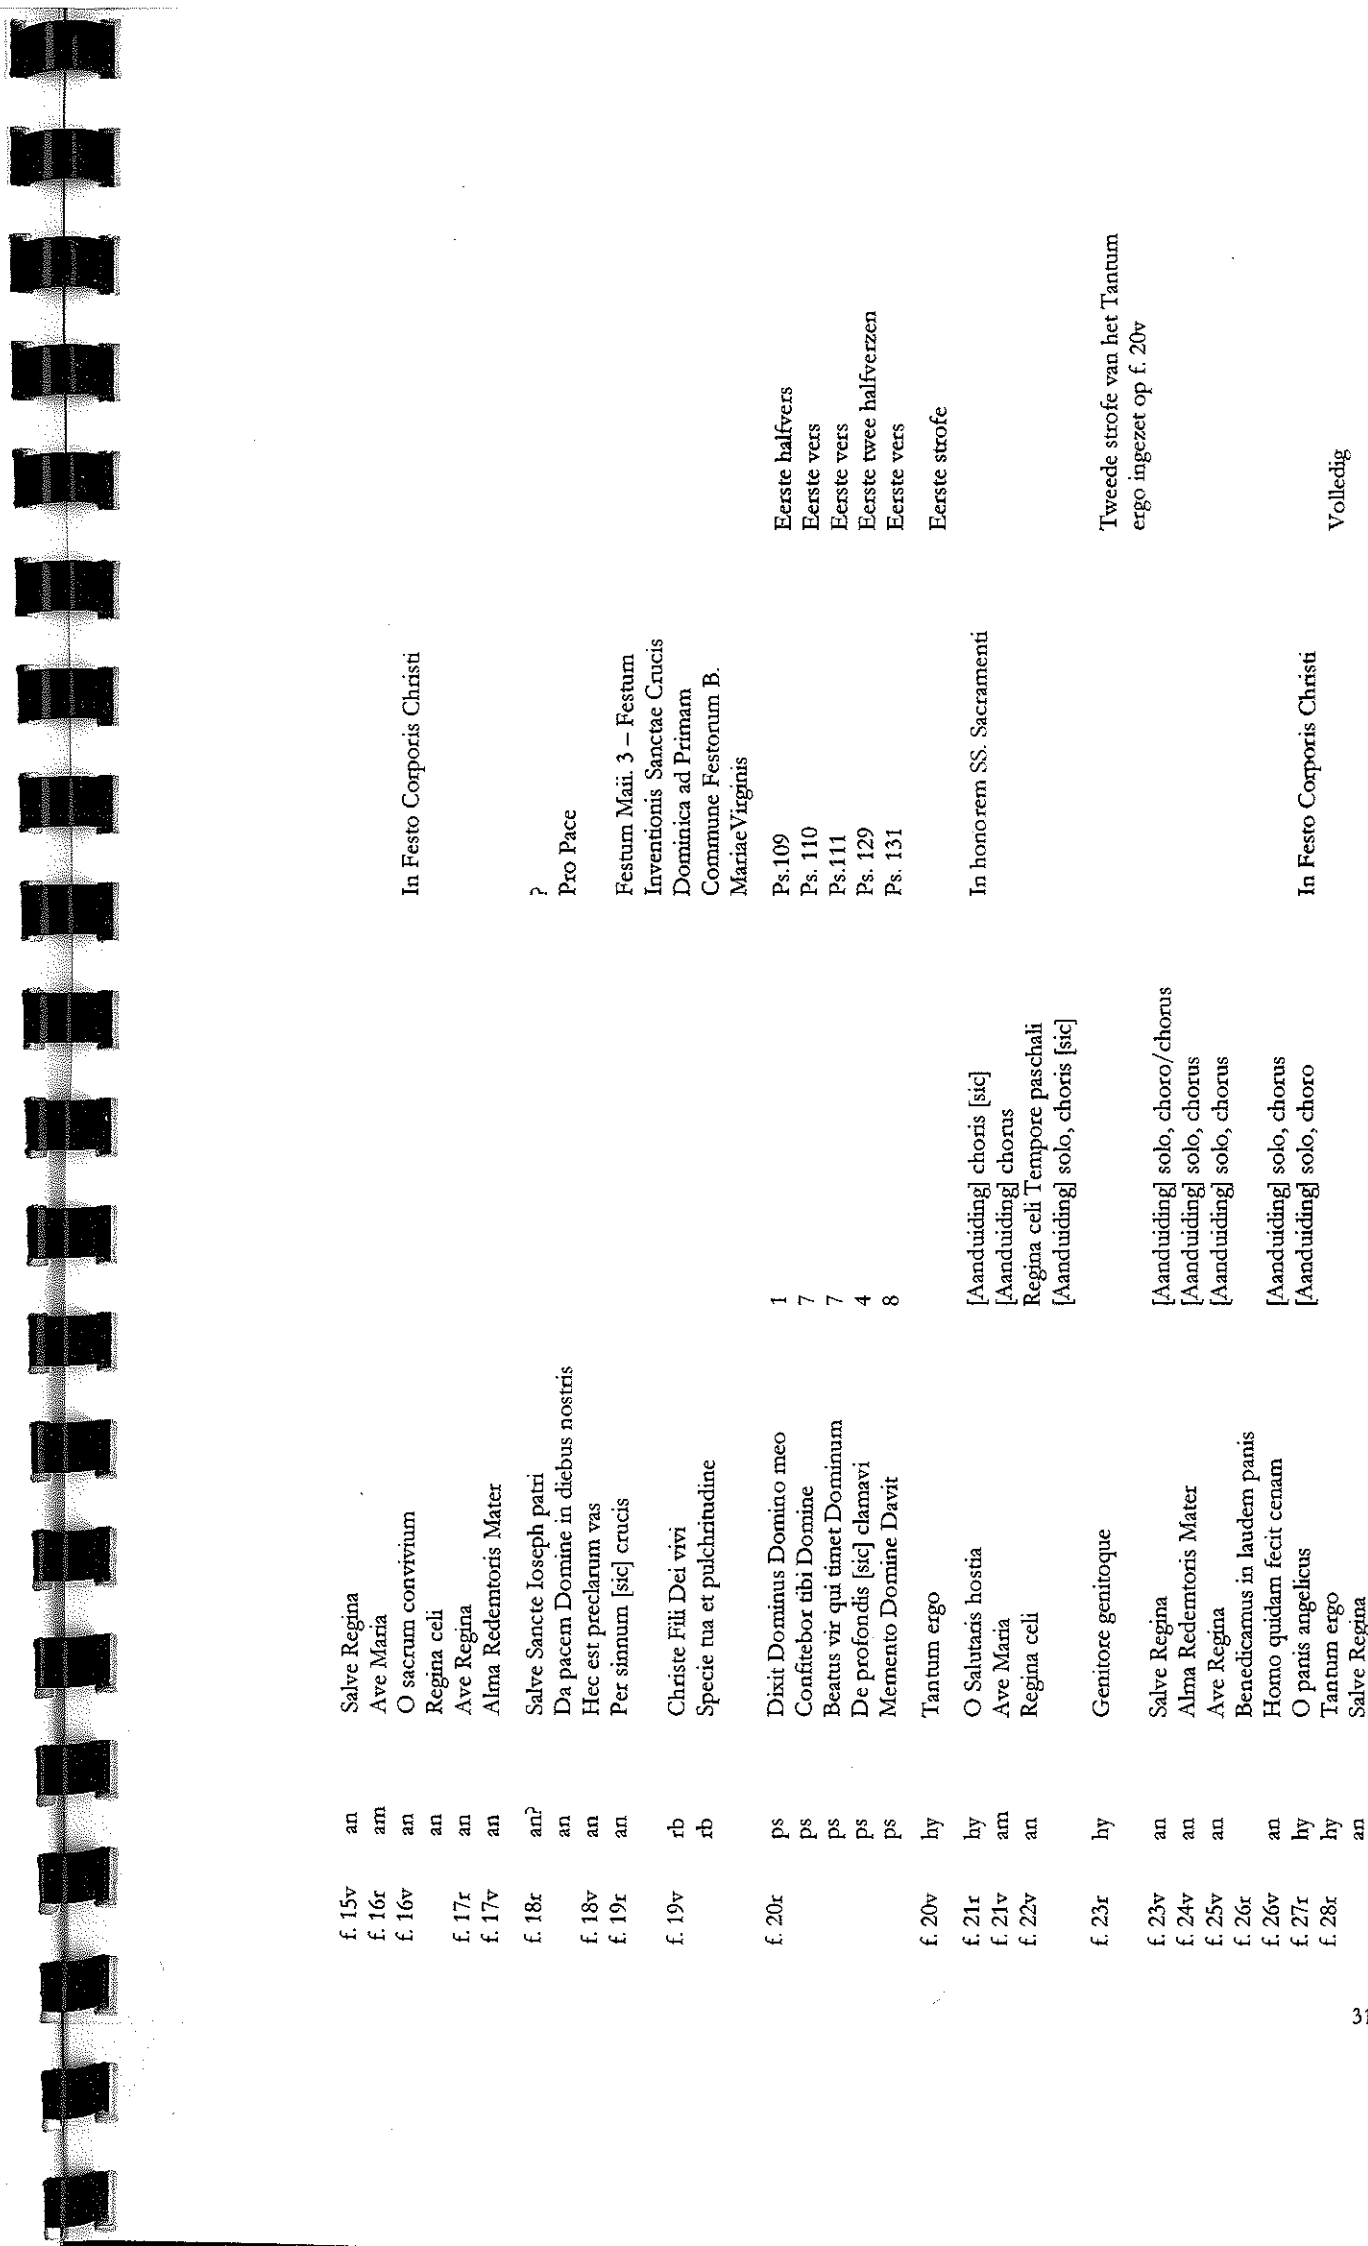 f. 15v an Salve Regina
f. 16r am Ave Maria
f. 16v an O sacrum convivium In Festo Corporis Christi
an Regina celi
f. 17r an Ave Regina
f. 17v an Alma Redemtoris Mater
f. 18r an? Salve Sancte Ioseph patri ?
an Da pacem Domine in diebus nostris Pro Pace
f. 18v an Hec est preclarum vas
f. 19r an Per sinnum [sic] crucis Festum Maii. 3 – Festum
Inventionis Sanctae Crucis
f. 19v rb Christe Fili Dei vivi Dominica ad Primam
rb Specie tua et pulchritudine Commune Festorum B.
MariaeVirginis
f. 20r ps Dixit Dominus Domino meo 1 Ps.109 Eerste halfvers
ps Confitebor tibi Domine 7 Ps. 110 Eerste vers
ps Beatus vir qui timet Dominum 7 Ps.111 Eerste vers
ps De profondis [sic] clamavi 4 Ps. 129 Eerste twee halfverzen
ps Memento Domine Davit 8 Ps. 131 Eerste vers
f. 20v hy Tantum ergo Eerste strofe
f. 21r hy O Salutaris hostia [Aanduiding] choris [sic] In honorem SS. Sacramenti
f. 21v am Ave Maria [Aanduiding] chorus
f. 22v an Regina celi Regina celi Tempore paschali
[Aanduiding] solo, choris [sic]
f. 23r hy Genitore genitoque Tweede strofe van het Tantum
ergo ingezet op f. 20v
f. 23v an Salve Regina [Aanduiding] solo, choro/chorus
f. 24v an Alma Redemtoris Mater [Aanduiding] solo, chorus
f. 25v an Ave Regina [Aanduiding] solo, chorus
f. 26r Benedicamus in laudem panis
f. 26v an Homo quidam fecit cenam [Aanduiding] solo, chorus
f. 27r hy O panis angelicus [Aanduiding] solo, choro In Festo Corporis Christi
f. 28r hy Tantum ergo Volledig
an Salve Regina
31